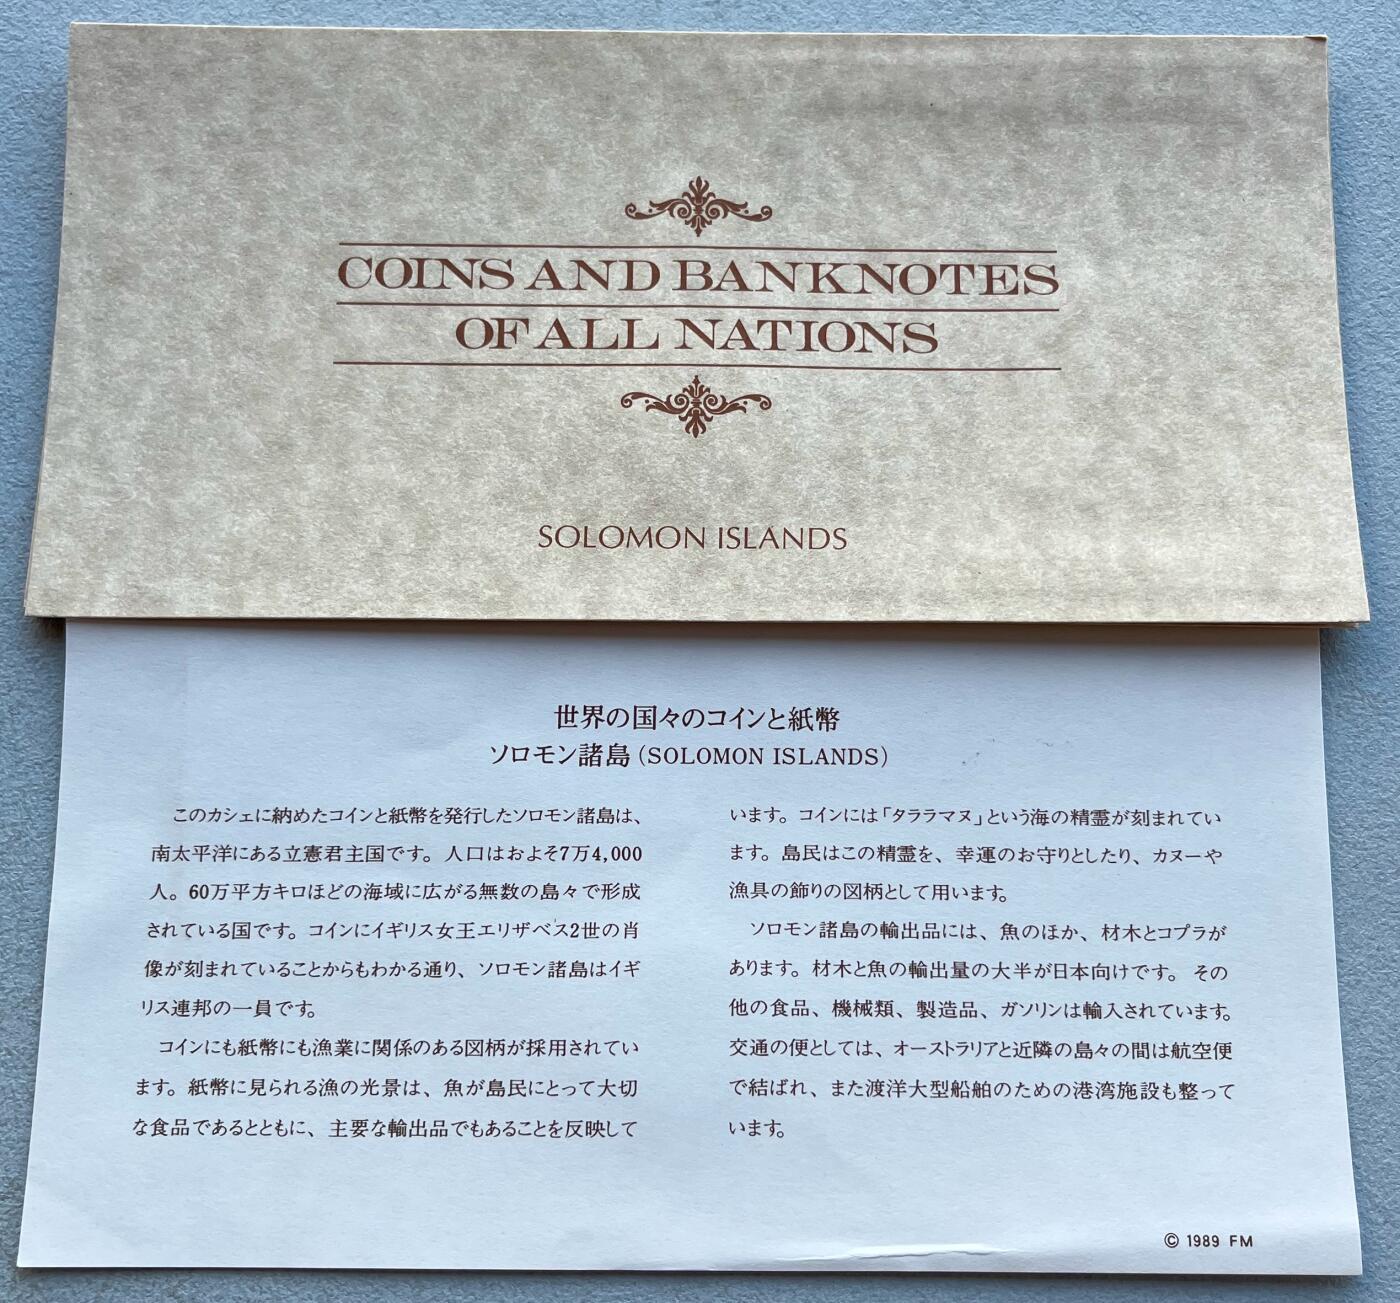 COINS AND BANKNOTES
OF ALL NATIONS
SOLOMON ISLANDS
世界の国々のコインと紙幣
ソロモン諸島（SOLOMON ISLANDS）
このカシェに納めたコインと紙幣を発行したソロモン諸島は、
南太平洋にある立憲君主国です。人口はおよそ7万4,000
人。60万平方キロほどの海域に広がる無数の島々で形成
されている国です。コインにイギリス女王エリザベス2世の肖
像が刻まれていることからもわかる通り、ソロモン諸島はイギ
リス連邦の一員です。
コインにも紙幣にも漁業に関係のある図柄が採用されてい
ます。紙幣に見られる漁の光景は、魚が島民にとって大切
な食品であるとともに、主要な輸出品でもあることを反映して
います。コインには「タララマヌ」という海の精霊が刻まれてい
ます。島民はこの精霊を、幸運のお守りとしたり、カヌーや
漁具の飾りの図柄として用います。
ソロモン諸島の輸出品には、魚のほか、材木とコプラが
あります。材木と魚の輸出量の大半が日本向けです。その
他の食品、機械類、製造品、ガソリンは輸入されています。
交通の便としては、オーストラリアと近隣の島々の間は航空便
で結ばれ、また渡洋大型船舶のための港湾施設も整って
います。
© 1989 FM